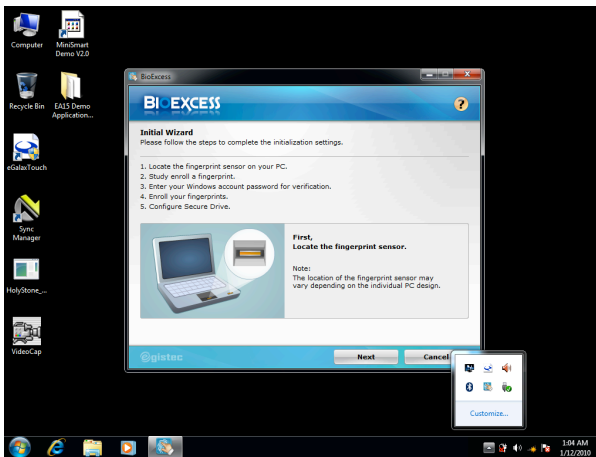 Computer
MiniSmart
Demo V2.0
Recycle Bin
EA15 Demo
Application...
eGalaxTouch
Sync
Manager
HolyStone_...
VideoCap
BioExcess
BIOEXCESS
?
Initial Wizard
Please follow the steps to complete the initialization settings.
1. Locate the fingerprint sensor on your PC.
2. Study enroll a fingerprint.
3. Enter your Windows account password for verification.
4. Enroll your fingerprints.
5. Configure Secure Drive.
First,
Locate the fingerprint sensor.
Note:
The location of the fingerprint sensor may
vary depending on the individual PC design.
egistec
Next
Cancel
Customize...
1:04 AM
1/12/2010